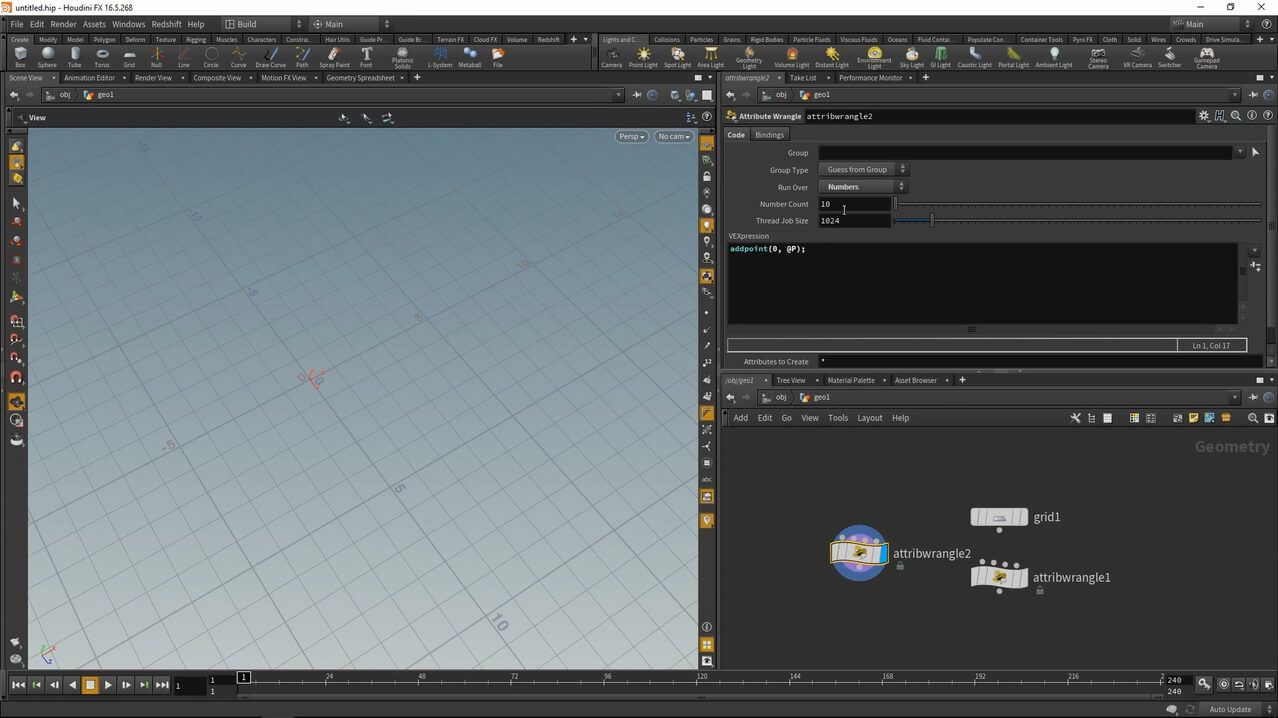 untitled.hip - Houdini FX 16.5.268
File Edit Render Assets Windows Redshift Help Build Main Main
Create Modify Model Polygon Deform Texture Rigging Muscles Characters Constrai... Hair Utils Guide Pr... Guide Br... Terrain FX Cloud FX Volume Redshift Lights and C... Collisions Particles Grains Rigid Bodies Particle Fluids Viscous Fluids Oceans Fluid Contai... Populate Con... Container Tools Pyro FX Cloth Solid Wires Crowds Drive Simula...
Box Sphere Tube Torus Grid Null Line Circle Curve Draw Curve Path Spray Paint Font Platonic Solids L-System Metaball File Camera Point Light Spot Light Area Light Geometry Light Volume Light Distant Light Environment Light Sky Light GI Light Caustic Light Portal Light Ambient Light Stereo Camera VR Camera Switcher Gamepad Camera
Scene View Animation Editor Render View Composite View Motion FX View Geometry Spreadsheet attribwrangle2 Take List Performance Monitor
obj geo1 obj geo1
View
Attribute Wrangle attribwrangle2
Persp No cam
Code Bindings
Group
Group Type Guess from Group
Run Over Numbers
Number Count 10
Thread Job Size 1024
VEXpression
addpoint(0, @P);
Ln 1, Col 17
Attributes to Create *
/obj/geo1 Tree View Material Palette Asset Browser
obj geo1
Add Edit Go View Tools Layout Help
Geometry
grid1
attribwrangle2
attribwrangle1
-5
5
-5
5
10
abc
1 1 1 1 24 48 72 96 120 144 168 192 216 2 240 240
Auto Update